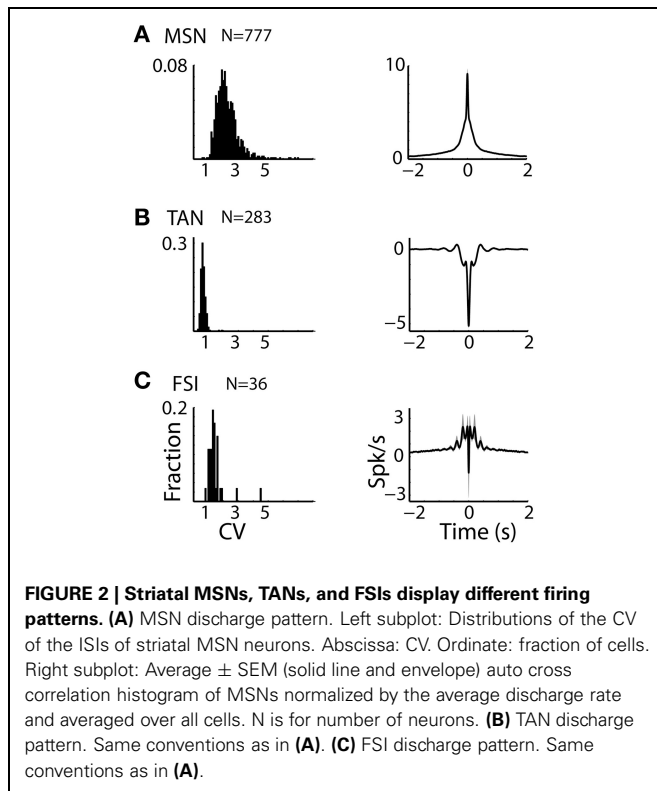 A MSN N=777
0.08
10
0
1 3 5
−2 0 2
B TAN N=283
0.3
0
−5
1 3 5
−2 0 2
C FSI N=36
0.2
3
0
−3
Fraction
Spk/s
1 3 5
−2 0 2
CV
Time (s)
FIGURE 2 | Striatal MSNs, TANs, and FSIs display different firing
patterns. (A) MSN discharge pattern. Left subplot: Distributions of the CV
of the ISIs of striatal MSN neurons. Abscissa: CV. Ordinate: fraction of cells.
Right subplot: Average ± SEM (solid line and envelope) auto cross
correlation histogram of MSNs normalized by the average discharge rate
and averaged over all cells. N is for number of neurons. (B) TAN discharge
pattern. Same conventions as in (A). (C) FSI discharge pattern. Same
conventions as in (A).